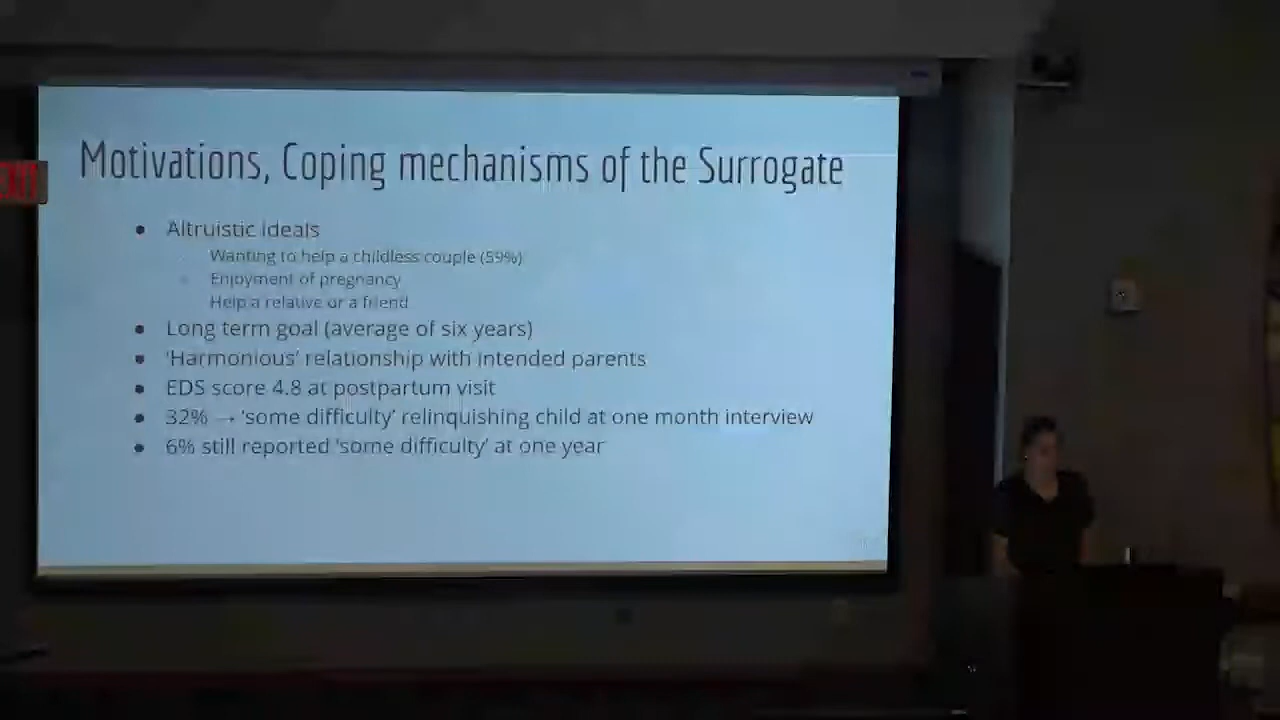 Motivations, Coping mechanisms of the Surrogate
EXIT
● Altruistic ideals
Wanting to help a childless couple (59%)
Enjoyment of pregnancy
Help a relative or a friend
● Long term goal (average of six years)
● 'Harmonious' relationship with intended parents
● EDS score 4.8 at postpartum visit
● 32% → 'some difficulty' relinquishing child at one month interview
● 6% still reported 'some difficulty' at one year